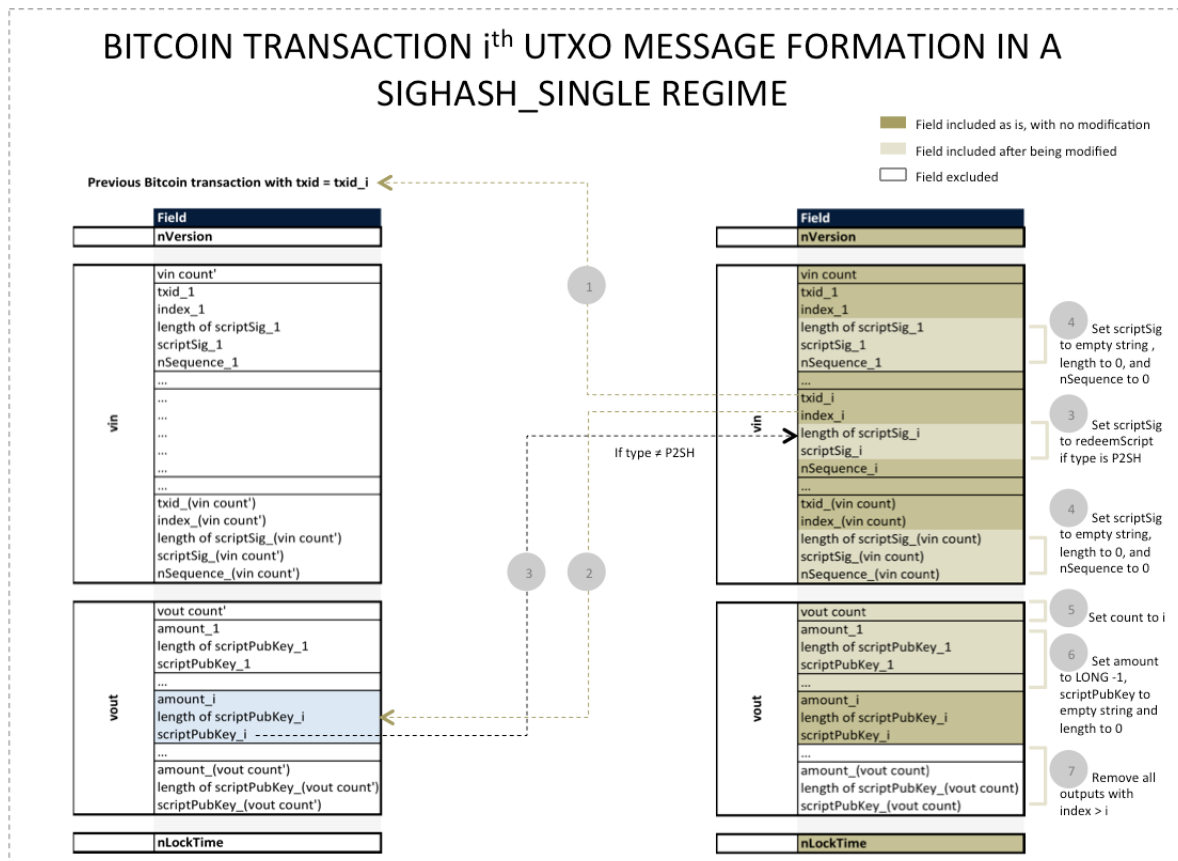 BITCOIN TRANSACTION ith UTXO MESSAGE FORMATION IN A
SIGHASH_SINGLE REGIME
Field included as is, with no modification
Field included after being modified
Field excluded
Previous Bitcoin transaction with txid = txid_i
Field
nVersion
vin
vin count'
txid_1
index_1
length of scriptSig_1
scriptSig_1
nSequence_1
...
...
...
...
...
...
...
txid_(vin count')
index_(vin count')
length of scriptSig_(vin count')
scriptSig_(vin count')
nSequence_(vin count')
vout
vout count'
amount_1
length of scriptPubKey_1
scriptPubKey_1
...
amount_i
length of scriptPubKey_i
scriptPubKey_i
...
amount_(vout count')
length of scriptPubKey_(vout count')
scriptPubKey_(vout count')
nLockTime
1
If type ≠ P2SH
3
2
Field
nVersion
vin
vin count
txid_1
index_1
length of scriptSig_1
scriptSig_1
nSequence_1
...
txid_i
index_i
length of scriptSig_i
scriptSig_i
nSequence_i
...
txid_(vin count)
index_(vin count)
length of scriptSig_(vin count)
scriptSig_(vin count)
nSequence_(vin count)
vout
vout count
amount_1
length of scriptPubKey_1
scriptPubKey_1
...
amount_i
length of scriptPubKey_i
scriptPubKey_i
...
amount_(vout count)
length of scriptPubKey_(vout count)
scriptPubKey_(vout count)
nLockTime
4 Set scriptSig
to empty string ,
length to 0, and
nSequence to 0
3 Set scriptSig
to redeemScript
if type is P2SH
4 Set scriptSig
to empty string,
length to 0, and
nSequence to 0
5 Set count to i
6 Set amount
to LONG -1,
scriptPubKey to
empty string and
length to 0
7 Remove all
outputs with
index > i